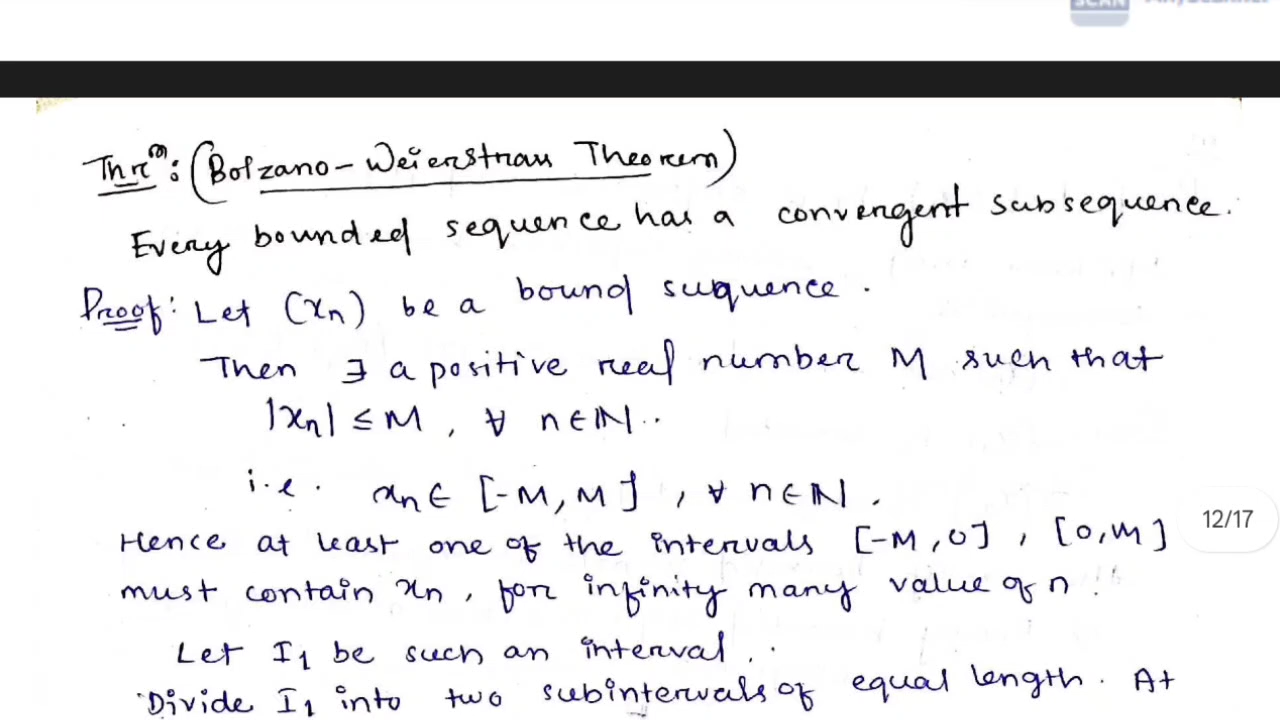 SCAN AnyScanner
Thrm: (Bolzano-Weierstrass Theorem)
Every bounded sequence has a convergent subsequence.
Proof: Let (xn) be a bound suquence.
Then ∃ a positive real number M such that
|xn| ≤ M, ∀ n∈ℕ.
i.e. xn∈ [-M, M], ∀ n∈ℕ.
Hence at least one of the intervals [-M, 0], [0, M]
12/17
must contain xn, for infinity many value of n.
Let I1 be such an interval.
Divide I1 into two subintervals of equal length. At